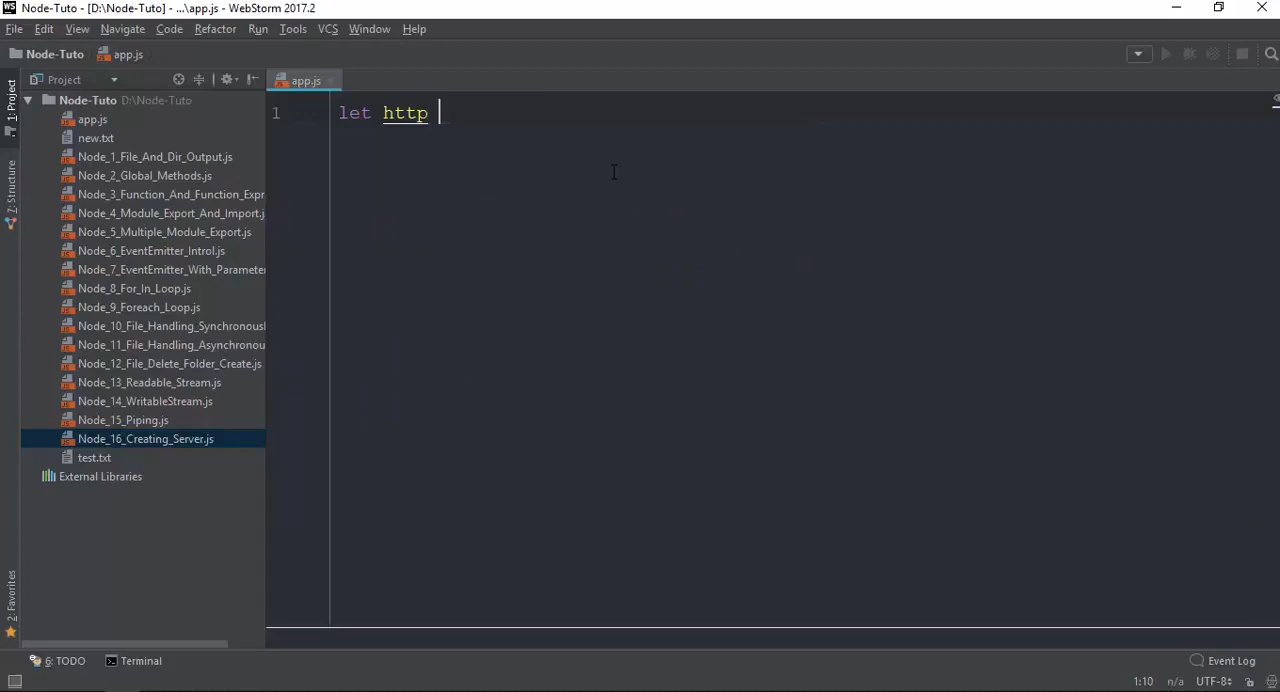 WS Node-Tuto - [D:\Node-Tuto] - ...\app.js - WebStorm 2017.2
File Edit View Navigate Code Refactor Run Tools VCS Window Help
Node-Tuto app.js
1: Project
Project
app.js
Node-Tuto D:\Node-Tuto
app.js
new.txt
Node_1_File_And_Dir_Output.js
Node_2_Global_Methods.js
Node_3_Function_And_Function_Expr
Node_4_Module_Export_And_Import.j
Node_5_Multiple_Module_Export.js
Node_6_EventEmitter_Introl.js
Node_7_EventEmitter_With_Parameter
Node_8_For_In_Loop.js
Node_9_Foreach_Loop.js
Node_10_File_Handling_Synchronousl
Node_11_File_Handling_Asynchronou
Node_12_File_Delete_Folder_Create.js
Node_13_Readable_Stream.js
Node_14_WritableStream.js
Node_15_Piping.js
Node_16_Creating_Server.js
test.txt
External Libraries
1 let http
7: Structure
2: Favorites
6: TODO Terminal Event Log
1:10 n/a UTF-8